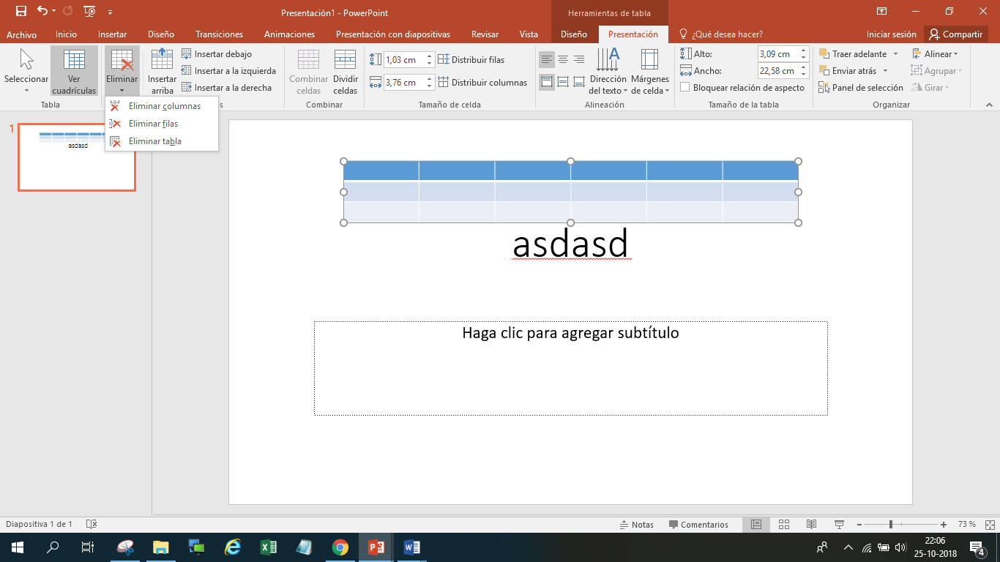 Presentación1 - PowerPoint
Herramientas de tabla
Archivo Inicio Insertar Diseño Transiciones Animaciones Presentación con diapositivas Revisar Vista Diseño Presentación ¿Qué desea hacer? Iniciar sesión Compartir
Seleccionar
Ver cuadrículas
Eliminar
Insertar arriba
Insertar debajo
Insertar a la izquierda
Insertar a la derecha
Combinar celdas
Dividir celdas
1,03 cm
Distribuir filas
3,76 cm
Distribuir columnas
Dirección del texto
Márgenes de celda
Alto: 3,09 cm
Ancho: 22,58 cm
Bloquear relación de aspecto
Traer adelante
Enviar atrás
Panel de selección
Alinear
Agrupar
Girar
Tabla Combinar Tamaño de celda Alineación Tamaño de la tabla Organizar
Eliminar columnas
Eliminar filas
Eliminar tabla
1
asdasd
asdasd
Haga clic para agregar subtítulo
Diapositiva 1 de 1 Notas Comentarios 73 %
22:06
25-10-2018
4